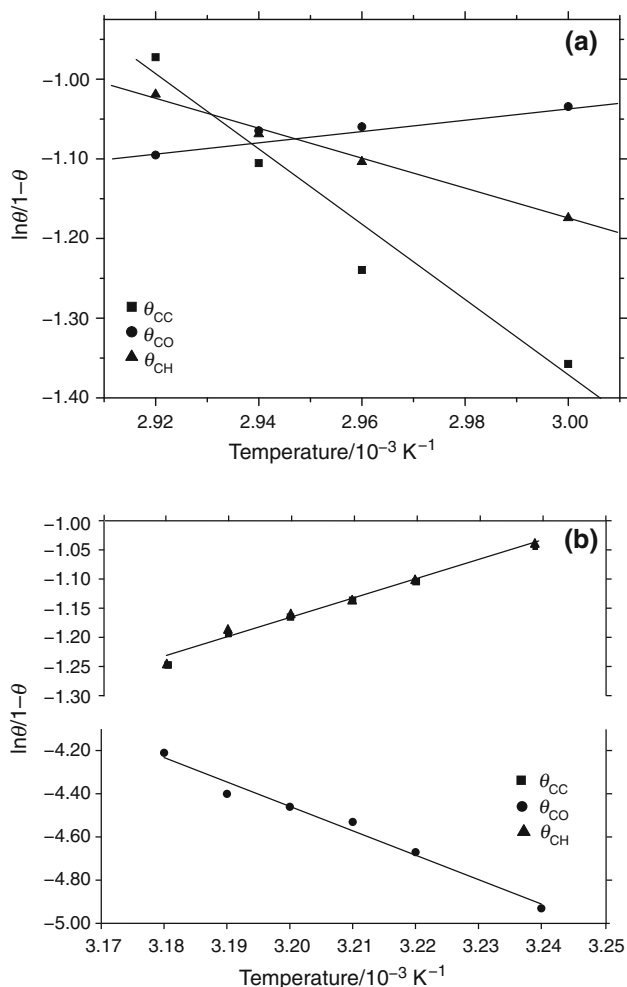 (a)
−1.00
−1.10
−1.20
−1.30
−1.40
lnθ/1−θ
θCC
θCO
θCH
2.92 2.94 2.96 2.98 3.00
Temperature/10⁻³ K⁻¹
(b)
−1.00
−1.05
−1.10
−1.15
−1.20
−1.25
−1.30
−4.20
−4.40
−4.60
−4.80
−5.00
lnθ/1−θ
θCC
θCO
θCH
3.17 3.18 3.19 3.20 3.21 3.22 3.23 3.24 3.25
Temperature/10⁻³ K⁻¹